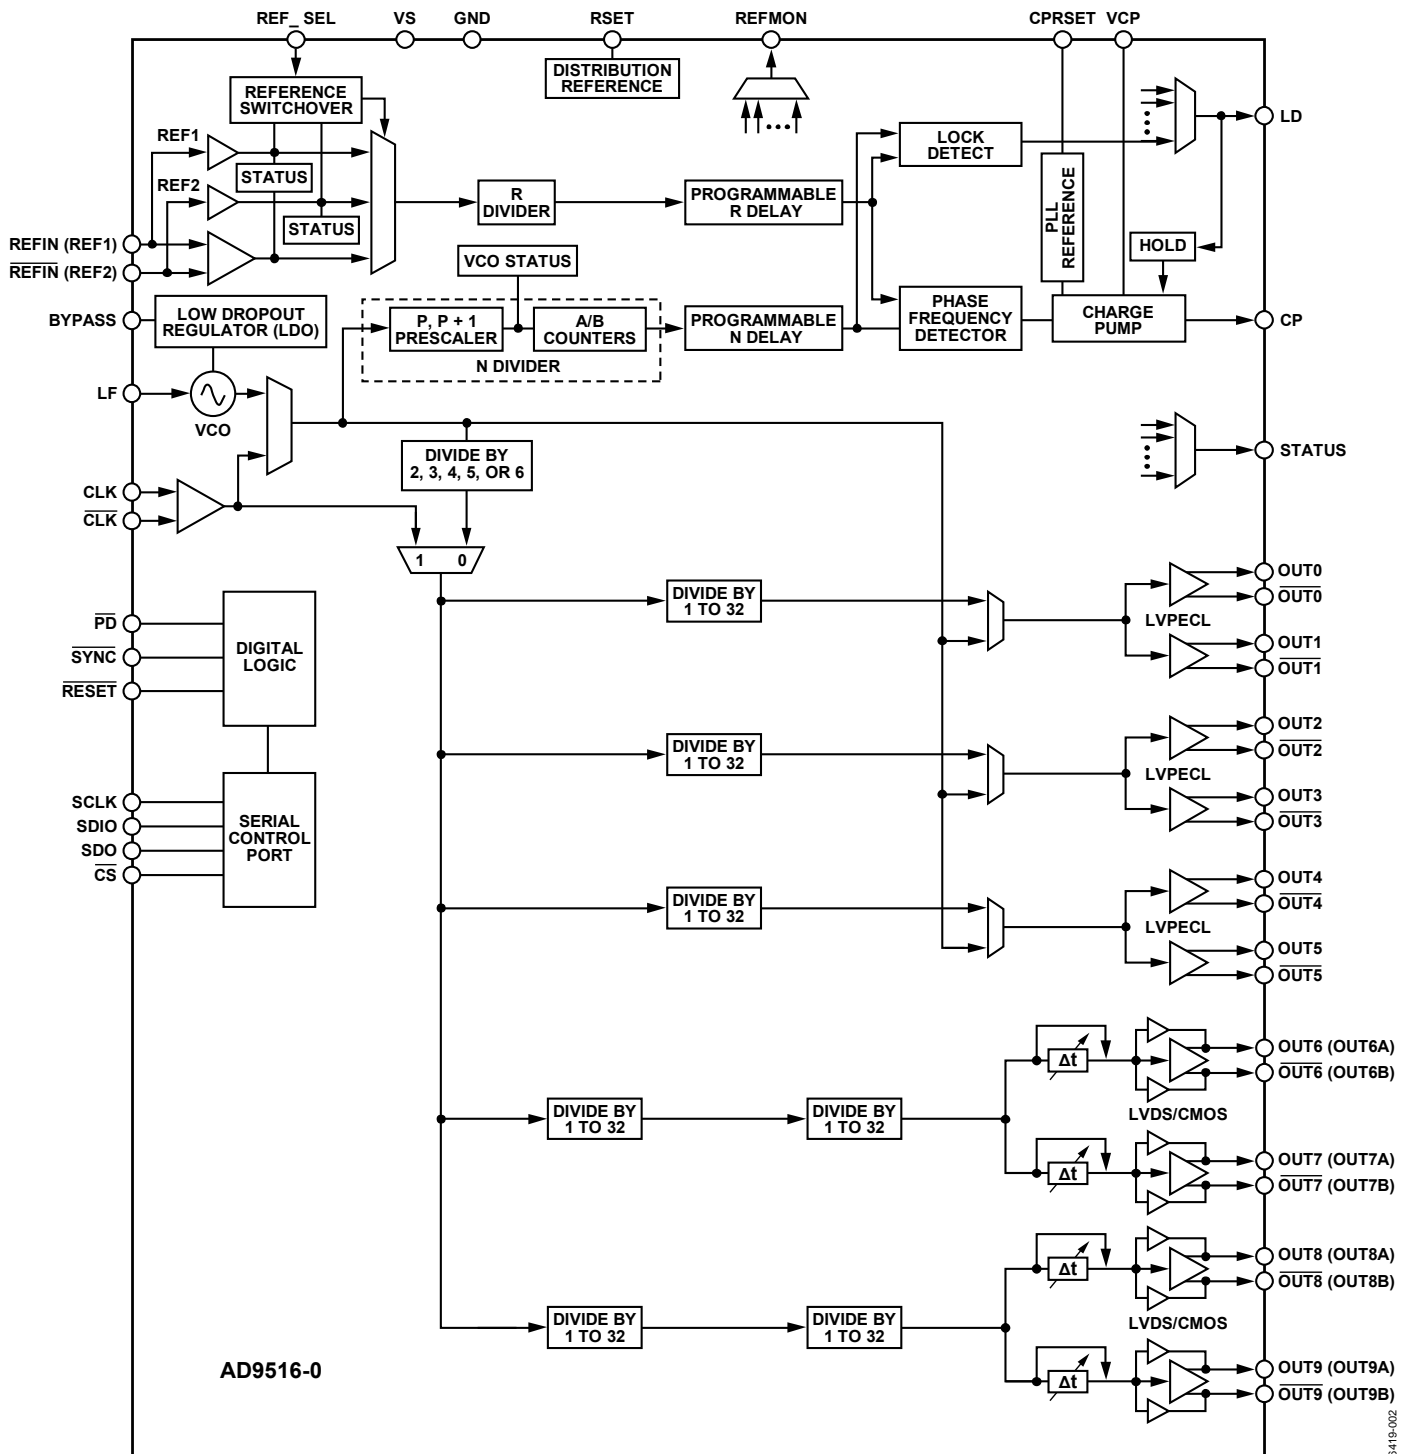 REF_ SEL
VS
GND
RSET
REFMON
CPRSET
VCP
DISTRIBUTION
REFERENCE
REFERENCE
SWITCHOVER
REF1
STATUS
REF2
STATUS
R
DIVIDER
PROGRAMMABLE
R DELAY
LOCK
DETECT
PLL
REFERENCE
LD
HOLD
REFIN (REF1)
REFIN (REF2)
VCO STATUS
BYPASS
LOW DROPOUT
REGULATOR (LDO)
P, P + 1
PRESCALER
A/B
COUNTERS
N DIVIDER
PROGRAMMABLE
N DELAY
PHASE
FREQUENCY
DETECTOR
CHARGE
PUMP
CP
LF
VCO
DIVIDE BY
2, 3, 4, 5, OR 6
STATUS
CLK
CLK
1 0
PD
SYNC
RESET
DIGITAL
LOGIC
DIVIDE BY
1 TO 32
LVPECL
OUT0
OUT0
OUT1
OUT1
DIVIDE BY
1 TO 32
LVPECL
OUT2
OUT2
OUT3
OUT3
SCLK
SDIO
SDO
CS
SERIAL
CONTROL
PORT
DIVIDE BY
1 TO 32
LVPECL
OUT4
OUT4
OUT5
OUT5
DIVIDE BY
1 TO 32
DIVIDE BY
1 TO 32
Δt
Δt
LVDS/CMOS
OUT6 (OUT6A)
OUT6 (OUT6B)
OUT7 (OUT7A)
OUT7 (OUT7B)
DIVIDE BY
1 TO 32
DIVIDE BY
1 TO 32
Δt
Δt
LVDS/CMOS
OUT8 (OUT8A)
OUT8 (OUT8B)
OUT9 (OUT9A)
OUT9 (OUT9B)
AD9516-0